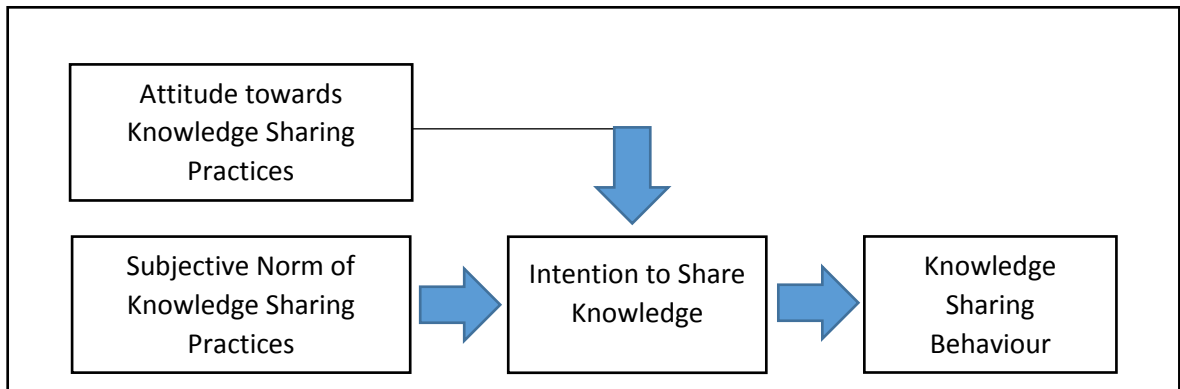 Attitude towards
Knowledge Sharing
Practices
Subjective Norm of
Knowledge Sharing
Practices
Intention to Share
Knowledge
Knowledge
Sharing
Behaviour